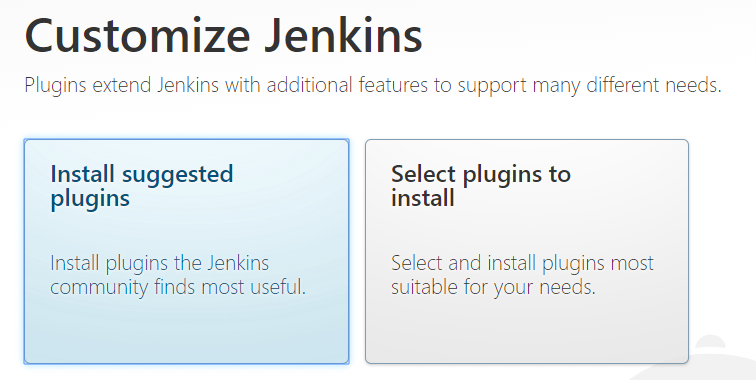 Customize Jenkins
Plugins extend Jenkins with additional features to support many different needs.
Install suggested
plugins
Install plugins the Jenkins
community finds most useful.
Select plugins to
install
Select and install plugins most
suitable for your needs.